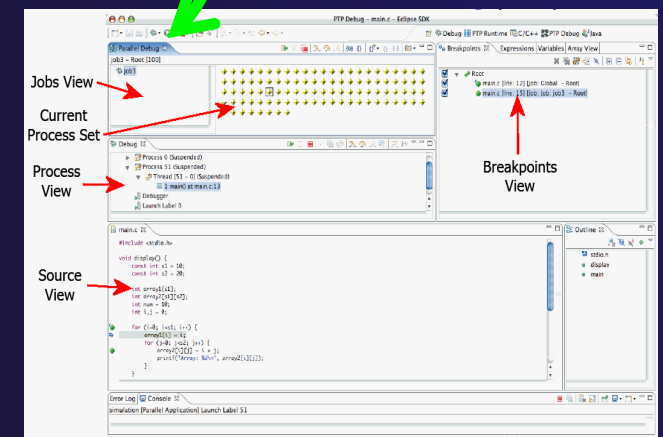 PTP Debug - main.c - Eclipse SDK
Debug PTP Runtime C/C++ PTP Debug Java
Parallel Debug
Breakpoints Expressions Variables Array View
job3 - Root [100]
job3
Root
main.c [line: 12] [Job: Global - Root]
main.c [line: 15] [Job: Job: job3 - Root]
Jobs View
Current
Process Set
Debug
Process 0 (Suspended)
Process 51 (Suspended)
Thread [51 - 0] (Suspended)
1 main() at main.c:13
Debugger
Launch Label 0
Process
View
Breakpoints
View
main.c
Outline
#include <stdio.h>
stdio.h
display
main
void display() {
const int s1 = 10;
const int s2 = 20;
int array1[s1];
int array2[s1][s2];
int num = 10;
int i,j = 0;
Source
View
for (i=0; i<s1; i++) {
array1[i] = i;
for (j=0; j<s2; j++) {
array2[i][j] = i + j;
printf("Array: %d\n", array2[i][j]);
}
}
Error Log Console
simulation [Parallel Application] Launch Label 51